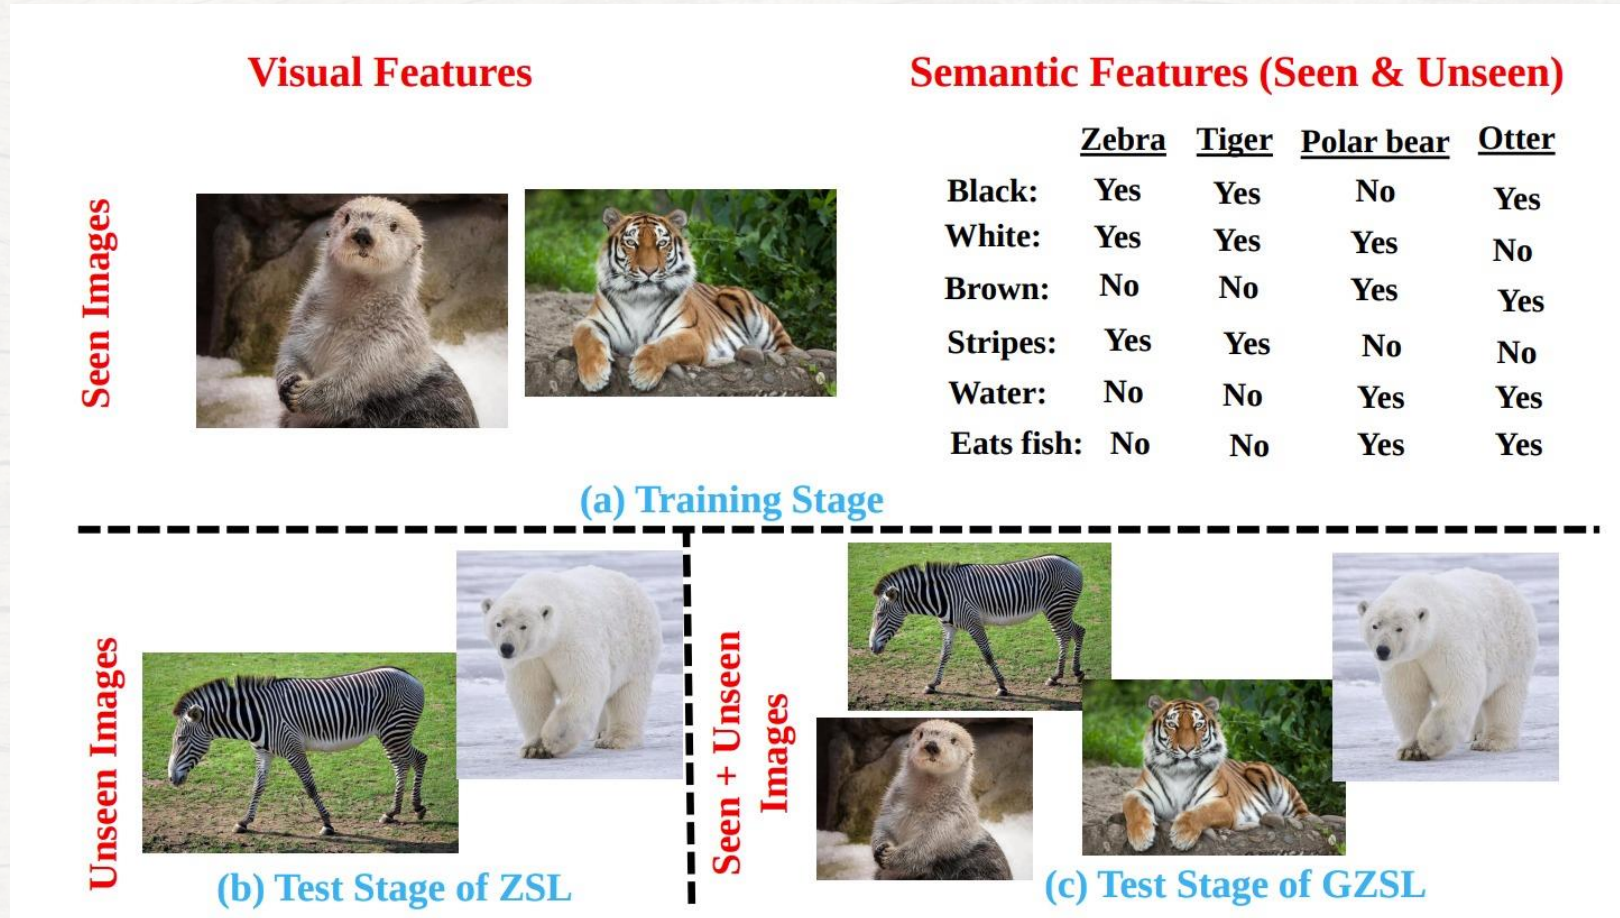 Visual Features
Semantic Features (Seen & Unseen)
Seen Images
Zebra Tiger Polar bear Otter
Black: Yes Yes No Yes
White: Yes Yes Yes No
Brown: No No Yes Yes
Stripes: Yes Yes No No
Water: No No Yes Yes
Eats fish: No No Yes Yes
(a) Training Stage
Unseen Images
(b) Test Stage of ZSL
Seen + Unseen
Images
(c) Test Stage of GZSL